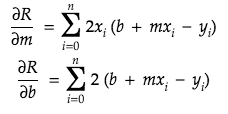 ∂R/∂m = ∑_{i=0}^{n} 2x_i (b + mx_i − y_i)
∂R/∂b = ∑_{i=0}^{n} 2 (b + mx_i − y_i)